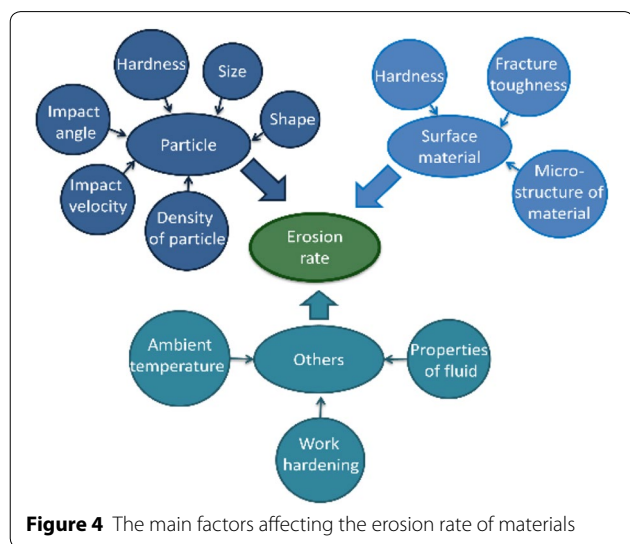 Hardness
Size
Impact
angle
Shape
Particle
Impact
velocity
Density
of particle
Hardness
Fracture
toughness
Surface
material
Micro-
structure of
material
Erosion
rate
Ambient
temperature
Others
Properties
of fluid
Work
hardening
Figure 4 The main factors affecting the erosion rate of materials